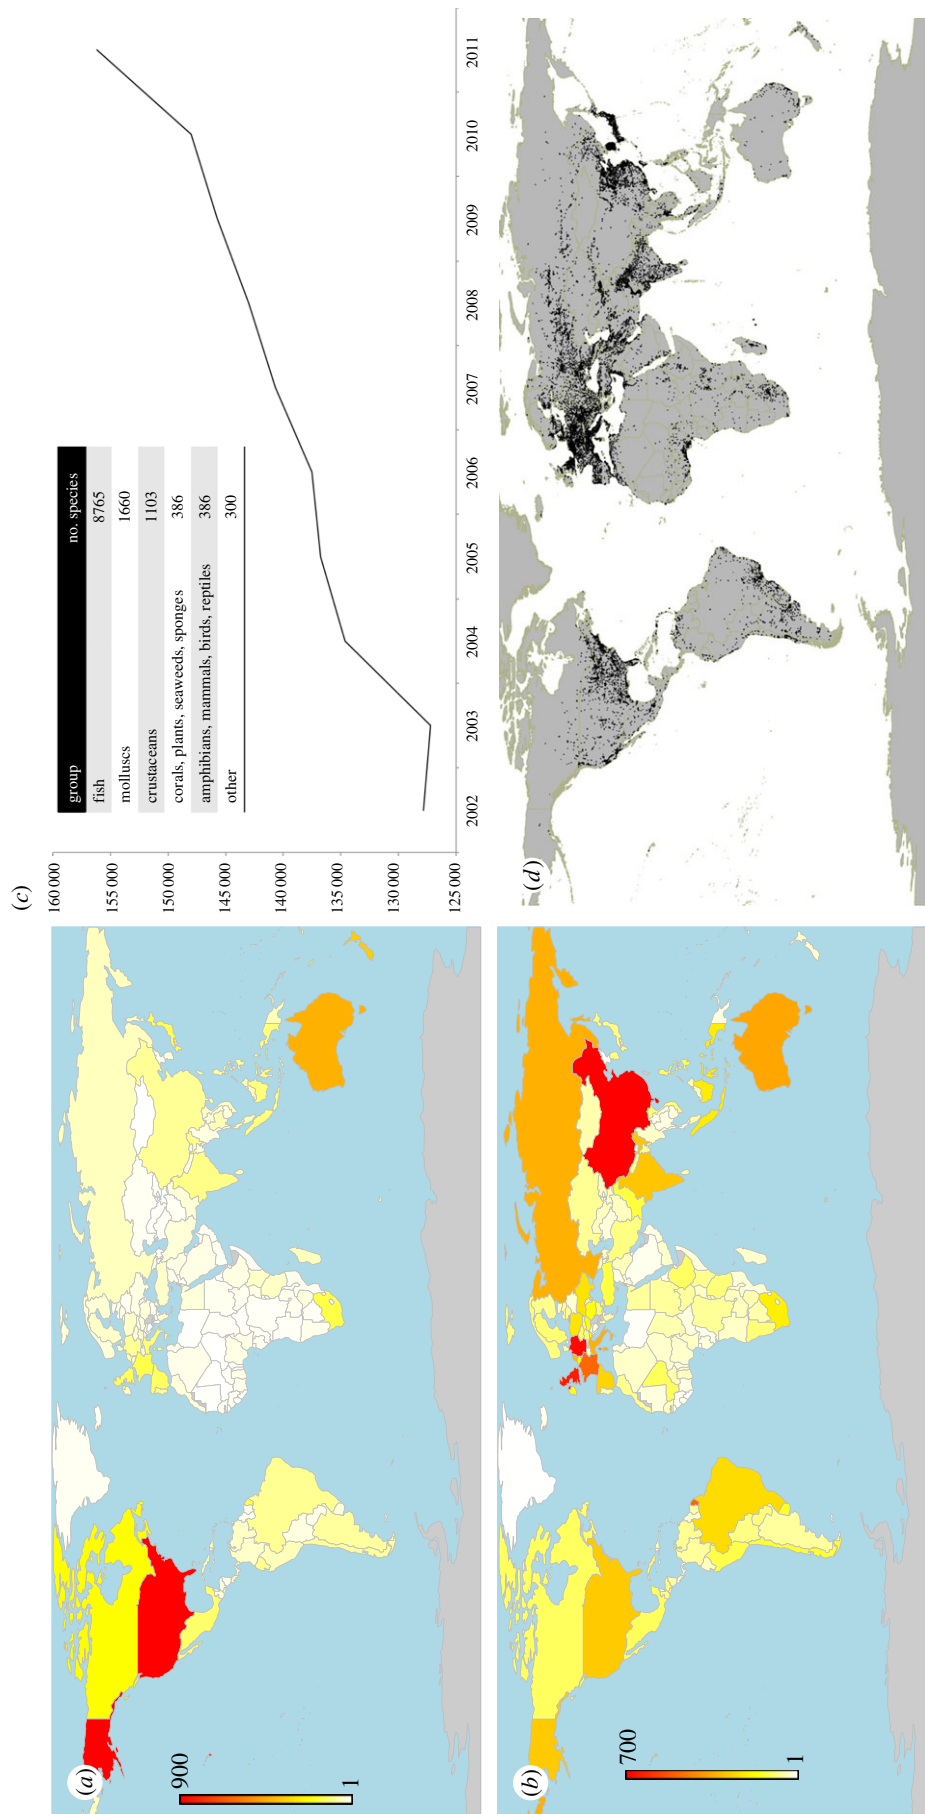 (a)
900
1
(b)
700
1
(c)
160 000
155 000
150 000
145 000
140 000
135 000
130 000
125 000
group no. species
fish 8765
molluscs 1660
crustaceans 1103
corals, plants, seaweeds, sponges 386
amphibians, mammals, birds, reptiles 386
other 300
2002 2003 2004 2005 2006 2007 2008 2009 2010 2011
(d)